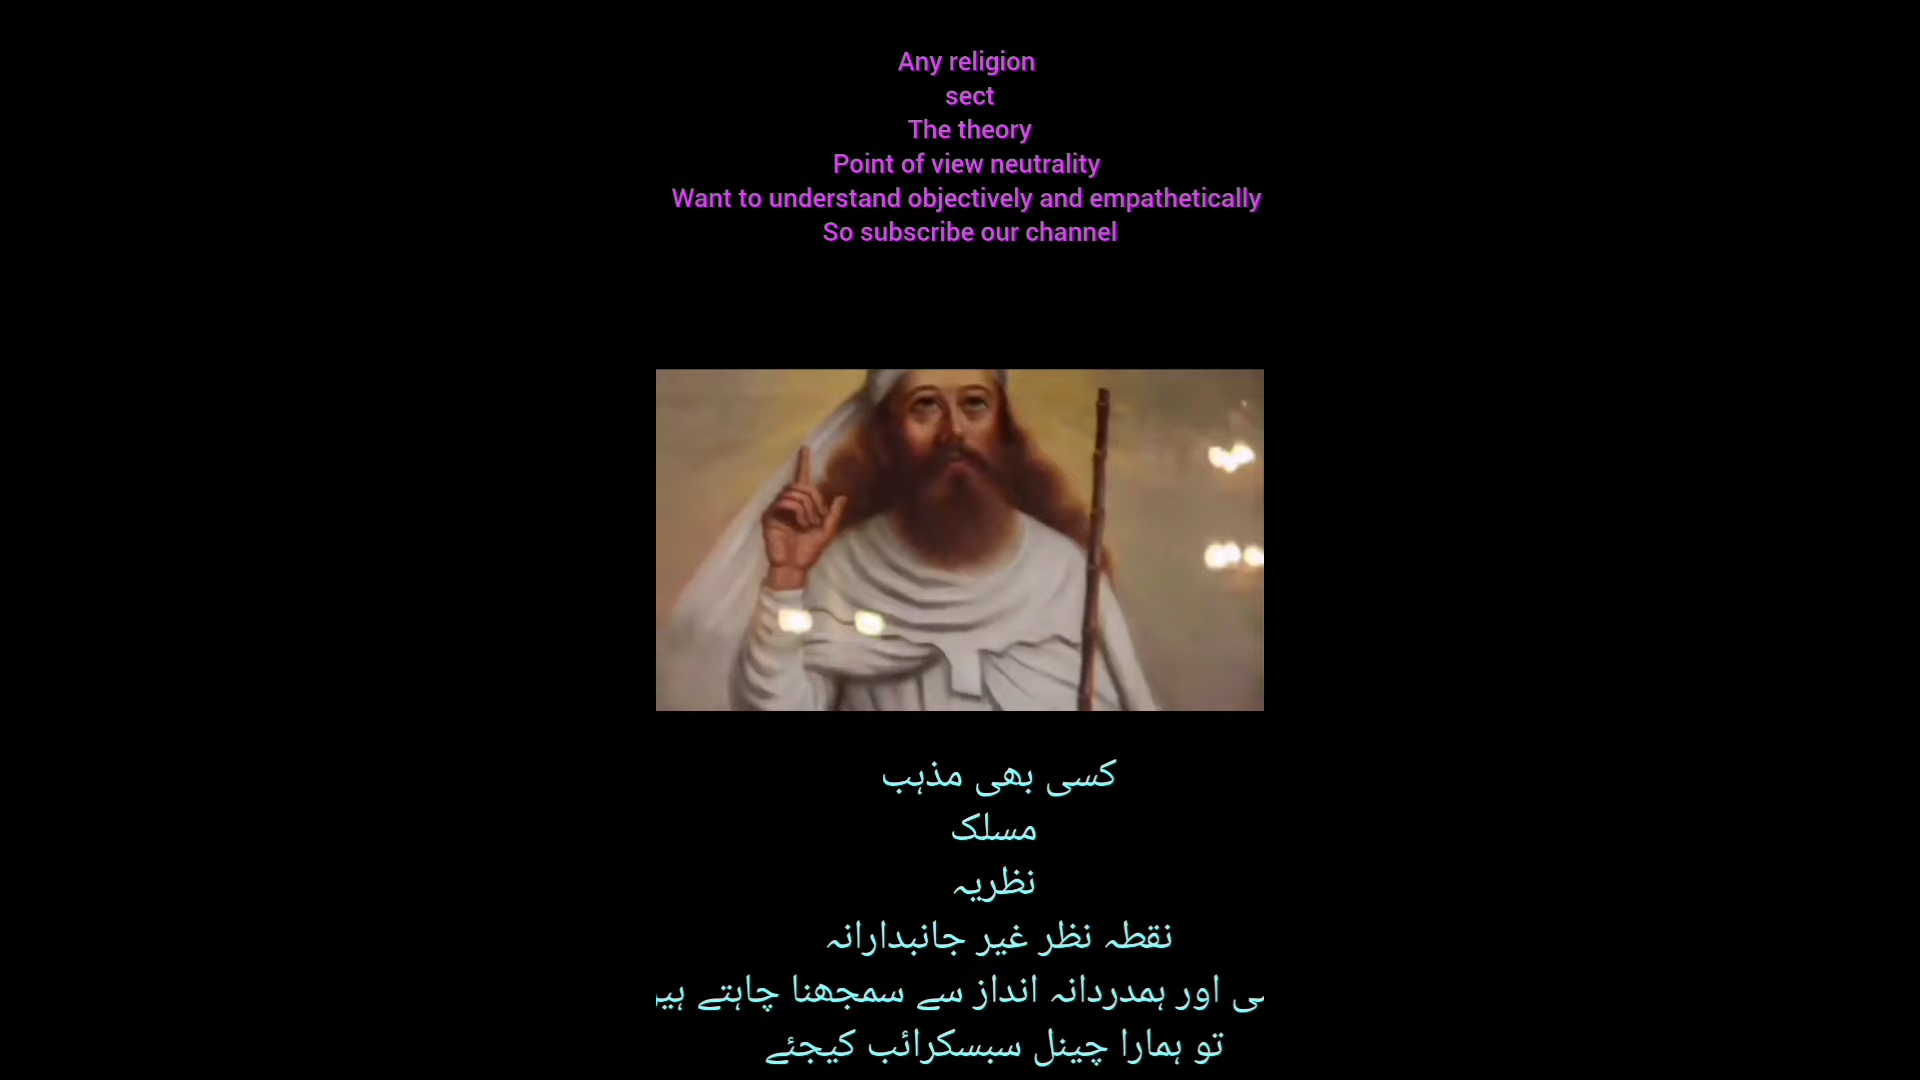 Any religion
sect
The theory
Point of view neutrality
Want to understand objectively and empathetically
So subscribe our channel
کسی بھی مذہب
مسلک
نظریہ
نقطہ نظر غیر جانبدارانہ
اور ہمدردانہ انداز سے سمجھنا چاہتے
تو ہمارا چینل سبسکرائب کیجئے